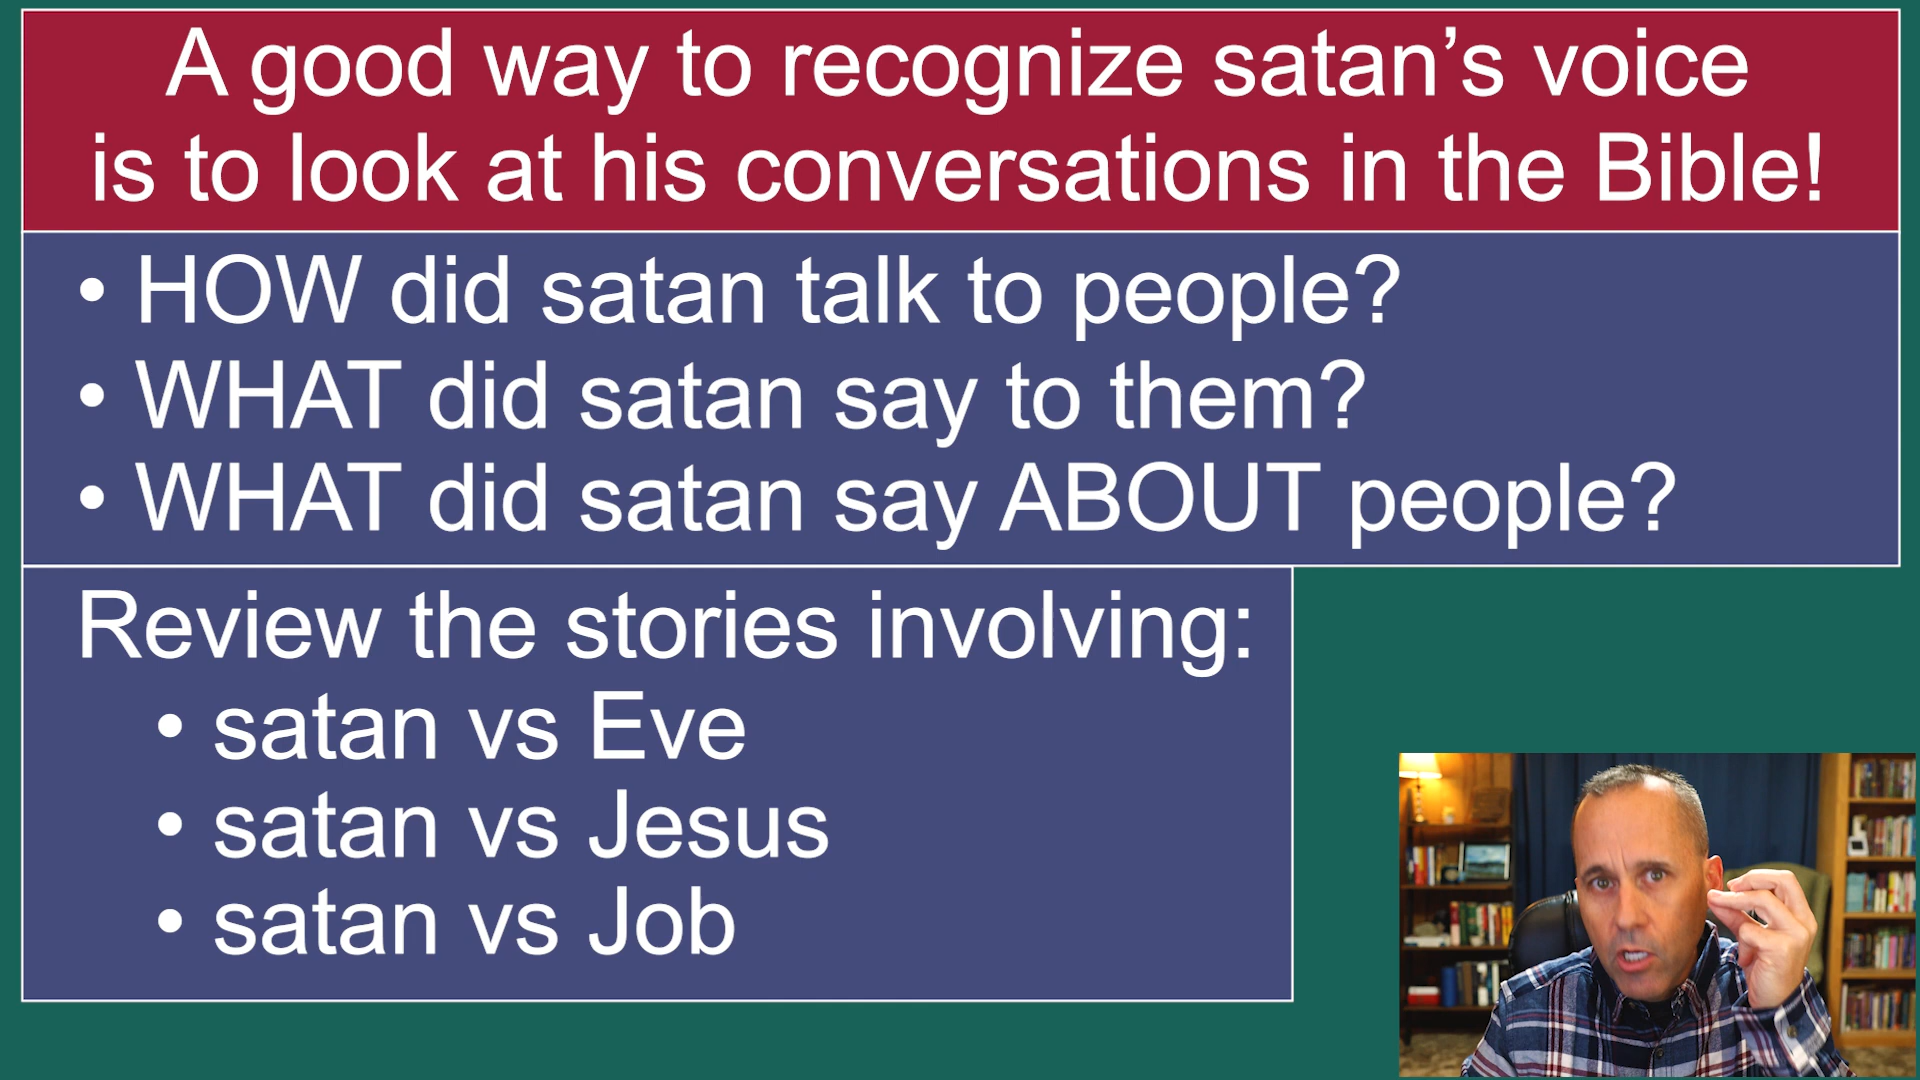 A good way to recognize satan’s voice
is to look at his conversations in the Bible!
• HOW did satan talk to people?
• WHAT did satan say to them?
• WHAT did satan say ABOUT people?
Review the stories involving:
• satan vs Eve
• satan vs Jesus
• satan vs Job